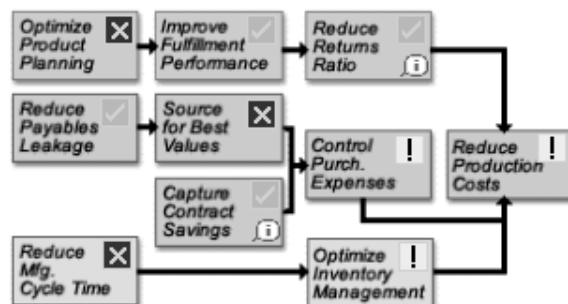 Optimize
Product
Planning
Improve
Fulfillment
Performance
Reduce
Returns
Ratio
i
Reduce
Payables
Leakage
Source
for Best
Values
Control
Purch.
Expenses
!
Reduce
Production
Costs
!
Capture
Contract
Savings
i
Reduce
Mfg.
Cycle Time
Optimize
Inventory
Management
!